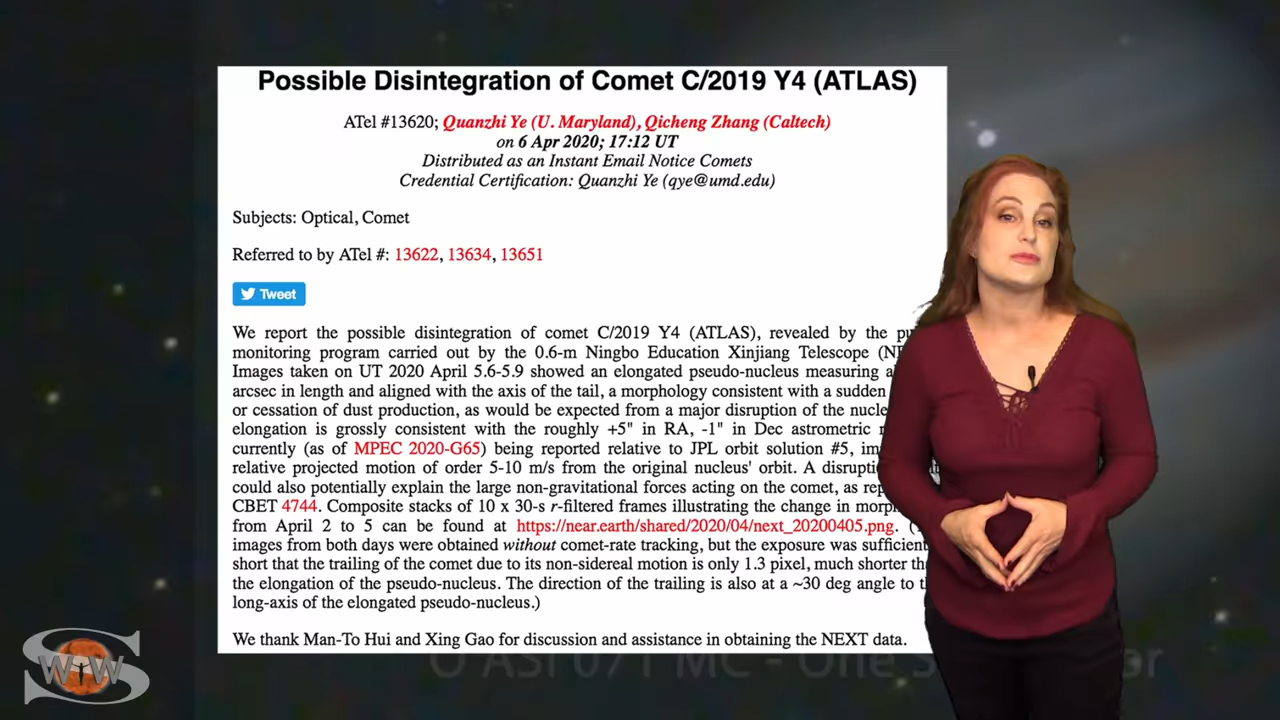 Possible Disintegration of Comet C/2019 Y4 (ATLAS)
ATel #13620; Quanzhi Ye (U. Maryland), Qicheng Zhang (Caltech)
on 6 Apr 2020; 17:12 UT
Distributed as an Instant Email Notice Comets
Credential Certification: Quanzhi Ye (qye@umd.edu)
Subjects: Optical, Comet
Referred to by ATel #: 13622, 13634, 13651
Tweet
We report the possible disintegration of comet C/2019 Y4 (ATLAS), revealed by the
monitoring program carried out by the 0.6-m Ningbo Education Xinjiang Telescope
Images taken on UT 2020 April 5.6-5.9 showed an elongated pseudo-nucleus measuring
arcsec in length and aligned with the axis of the tail, a morphology consistent with a sudden
or cessation of dust production, as would be expected from a major disruption of the
elongation is grossly consistent with the roughly +5" in RA, -1" in Dec astrometric
currently (as of MPEC 2020-G65) being reported relative to JPL orbit solution #5,
relative projected motion of order 5-10 m/s from the original nucleus' orbit. A
could also potentially explain the large non-gravitational forces acting on the comet, as
CBET 4744. Composite stacks of 10 x 30-s r-filtered frames illustrating the change in
from April 2 to 5 can be found at https://near.earth/shared/2020/04/next_20200405.png.
images from both days were obtained without comet-rate tracking, but the exposure was
short that the trailing of the comet due to its non-sidereal motion is only 1.3 pixel, much shorter
the elongation of the pseudo-nucleus. The direction of the trailing is also at a ~30 deg angle to
long-axis of the elongated pseudo-nucleus.)
We thank Man-To Hui and Xing Gao for discussion and assistance in obtaining the NEXT data.
O ASI 071 MC - One
S
WTW